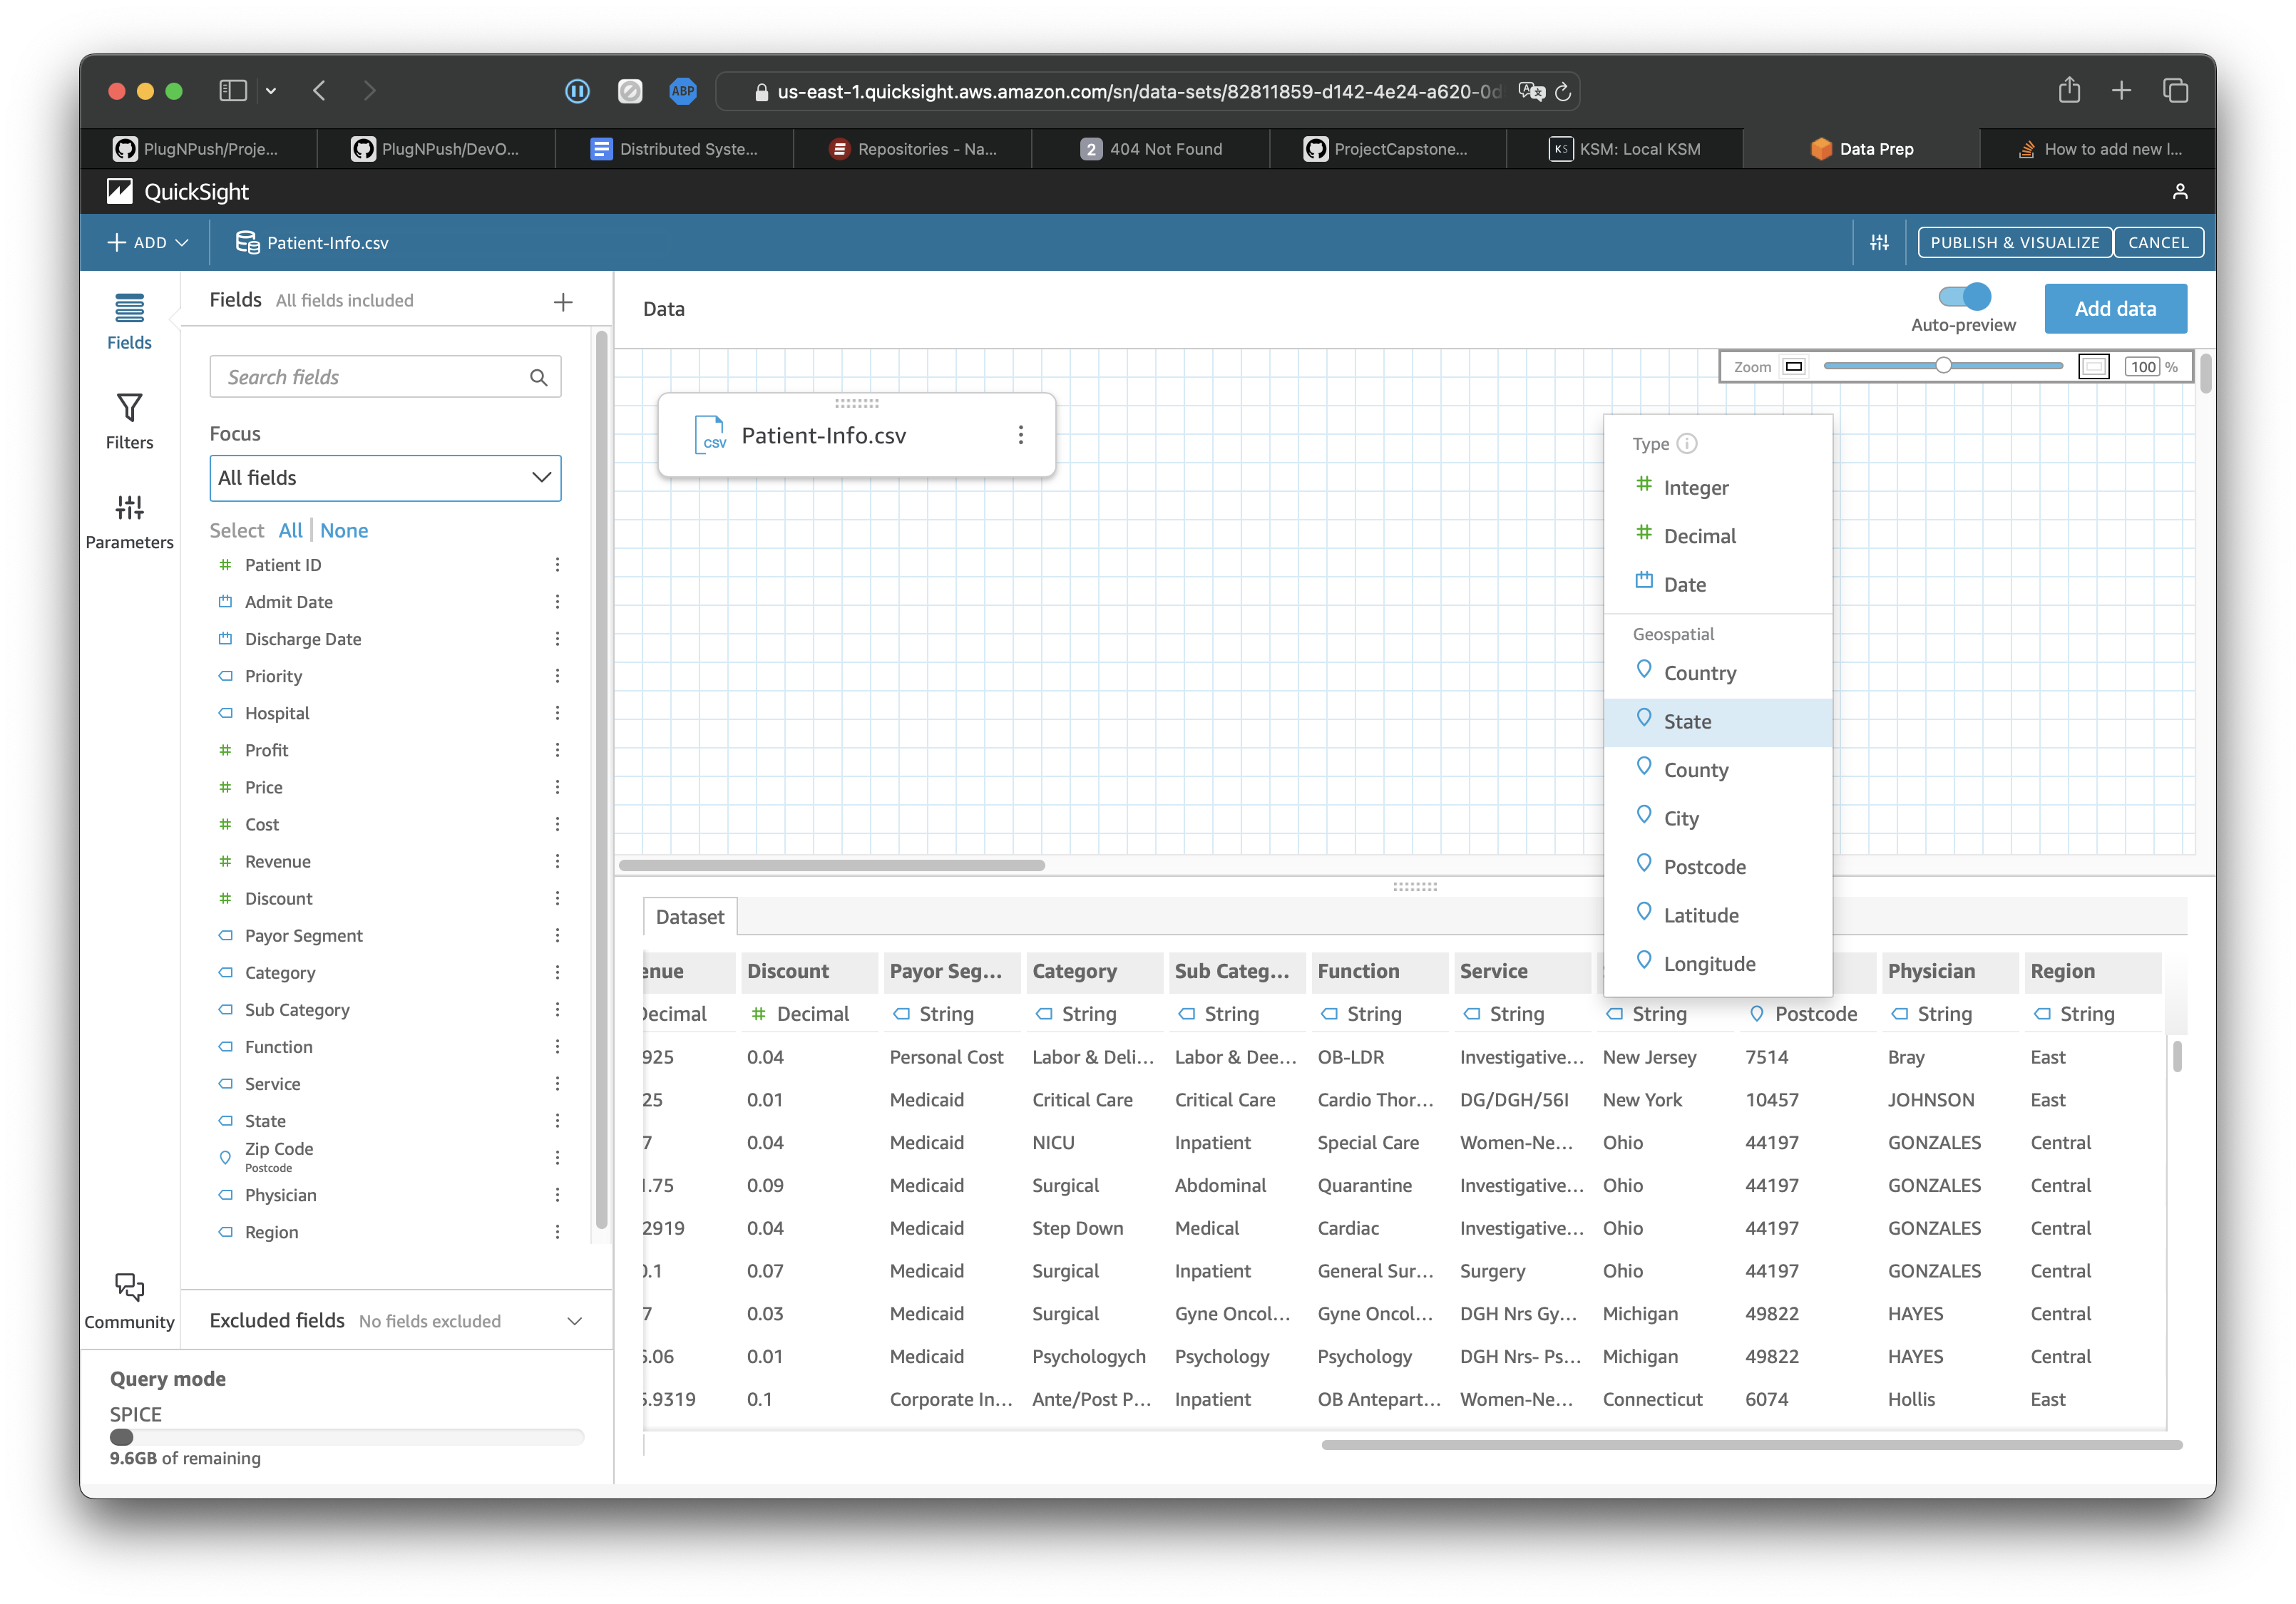 ABP
us-east-1.quicksight.aws.amazon.com/sn/data-sets/82811859-d142-4e24-a620-0d
PlugNPush/Proje...
PlugNPush/DevO...
Distributed Syste...
Repositories - Na...
2 404 Not Found
ProjectCapstone...
KS KSM: Local KSM
Data Prep
How to add new l...
QuickSight
ADD
Patient-Info.csv
PUBLISH & VISUALIZE
CANCEL
Fields
Filters
Parameters
Community
Fields All fields included
Search fields
Focus
All fields
Select All None
Patient ID
Admit Date
Discharge Date
Priority
Hospital
Profit
Price
Cost
Revenue
Discount
Payor Segment
Category
Sub Category
Function
Service
State
Zip Code
Postcode
Physician
Region
Excluded fields No fields excluded
Query mode
SPICE
9.6GB of remaining
Data
Auto-preview
Add data
Zoom 100 %
CSV Patient-Info.csv
Type
Integer
Decimal
Date
Geospatial
Country
State
County
City
Postcode
Latitude
Longitude
Dataset
enue Discount Payor Seg... Category Sub Categ... Function Service Physician Region
Decimal Decimal String String String String String String Postcode String String
925 0.04 Personal Cost Labor & Deli... Labor & Dee... OB-LDR Investigative... New Jersey 7514 Bray East
25 0.01 Medicaid Critical Care Critical Care Cardio Thor... DG/DGH/56I New York 10457 JOHNSON East
7 0.04 Medicaid NICU Inpatient Special Care Women-Ne... Ohio 44197 GONZALES Central
1.75 0.09 Medicaid Surgical Abdominal Quarantine Investigative... Ohio 44197 GONZALES Central
2919 0.04 Medicaid Step Down Medical Cardiac Investigative... Ohio 44197 GONZALES Central
0.1 0.07 Medicaid Surgical Inpatient General Sur... Surgery Ohio 44197 GONZALES Central
7 0.03 Medicaid Surgical Gyne Oncol... Gyne Oncol... DGH Nrs Gy... Michigan 49822 HAYES Central
6.06 0.01 Medicaid Psychologych Psychology Psychology DGH Nrs- Ps... Michigan 49822 HAYES Central
5.9319 0.1 Corporate In... Ante/Post P... Inpatient OB Antepart... Women-Ne... Connecticut 6074 Hollis East